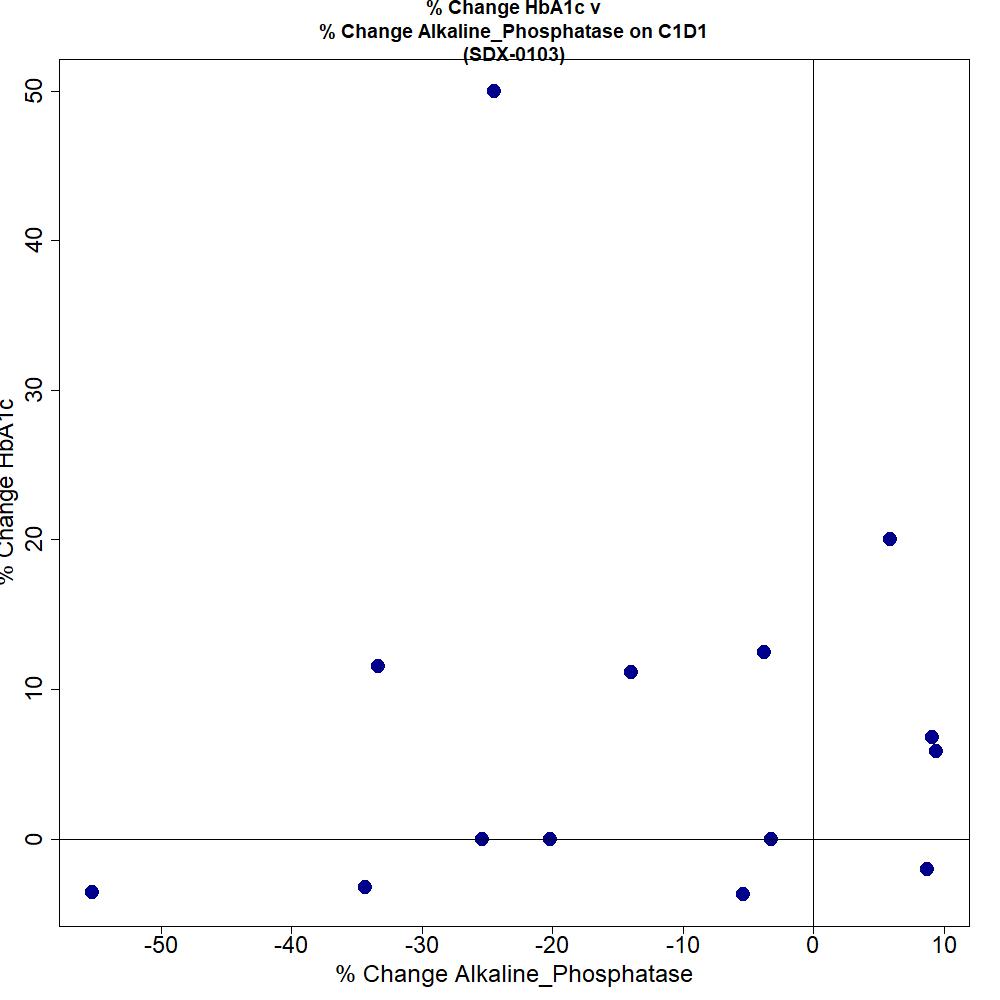 % Change HbA1c v
% Change Alkaline_Phosphatase on C1D1
(SDX-0103)
50
40
30
20
10
0
% Change HbA1c
-50 -40 -30 -20 -10 0 10
% Change Alkaline_Phosphatase